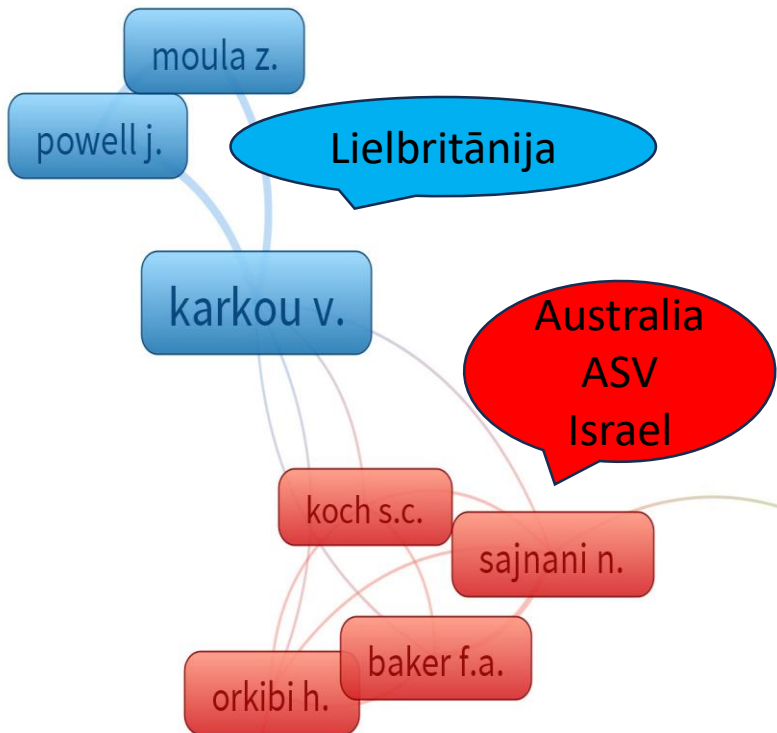 moula z.
powell j.
Lielbritānija
karkou v.
Australia
ASV
Israel
koch s.c.
sajnani n.
baker f.a.
orkibi h.